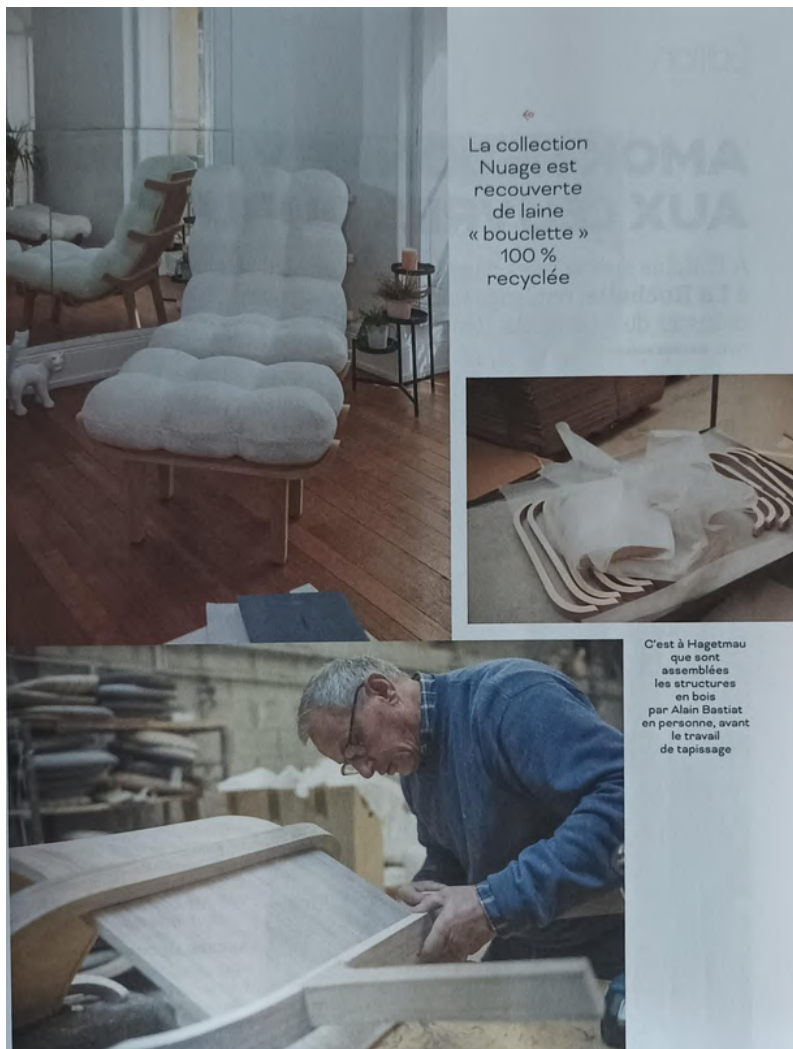 La collection
Nuage est
recouverte
de laine
« bouclette »
100 %
recyclée
C'est à Hagetmau
que sont
assemblées
les structures
en bois
par Alain Bastiat
en personne, avant
le travail
de tapissage